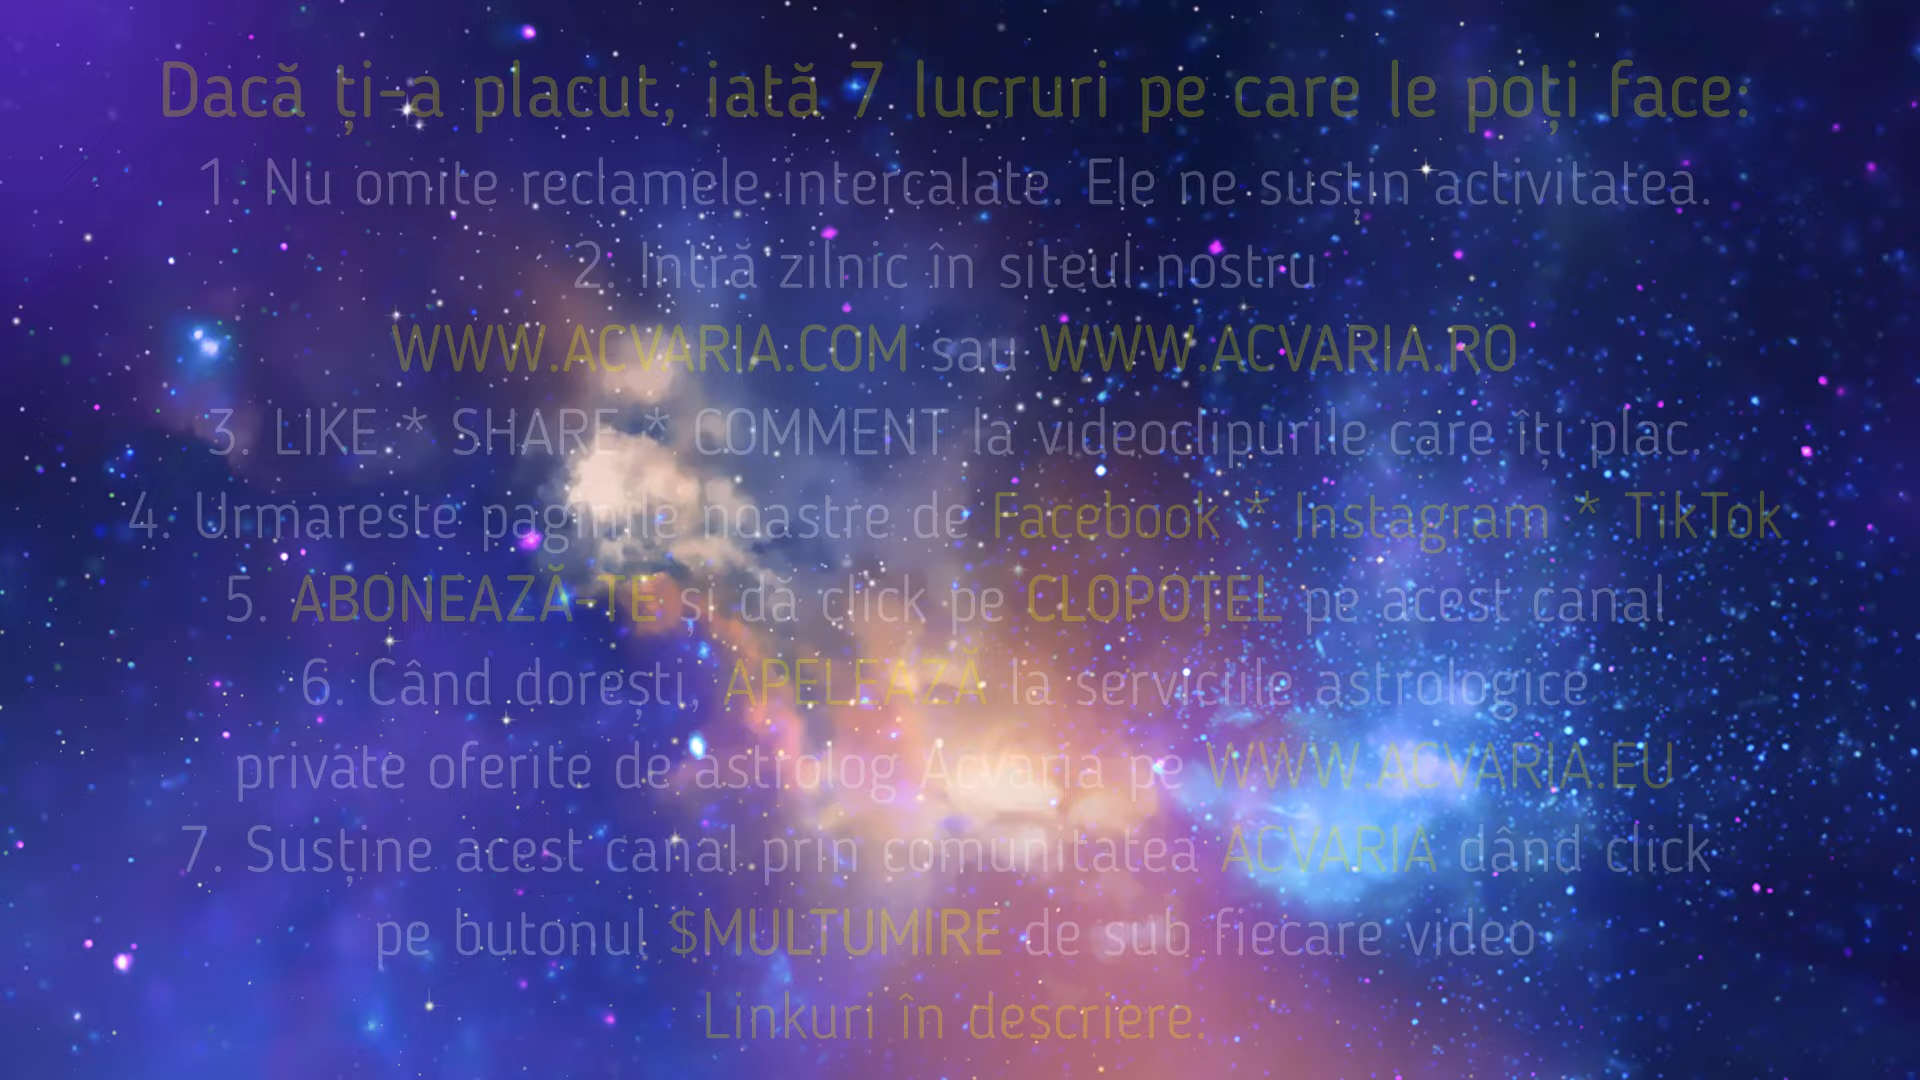 Dacă ți-a placut, iată 7 lucruri pe care le poți face:
1. Nu omite reclamele intercalate. Ele ne susțin activitatea.
2. Intră zilnic în siteul nostru
WWW.ACVARIA.COM sau WWW.ACVARIA.RO
3. LIKE * SHARE * COMMENT la videoclipurile care îți plac.
4. Urmareste paginile noastre de Facebook * Instagram * TikTok
5. ABONEAZĂ-TE și dă click pe CLOPOȚEL pe acest canal
6. Când dorești, APELEAZĂ la serviciile astrologice
private oferite de astrolog Acvaria pe WWW.ACVARIA.EU
7. Susține acest canal prin comunitatea ACVARIA dând click
pe butonul $MULTUMIRE de sub fiecare video
Linkuri în descriere.